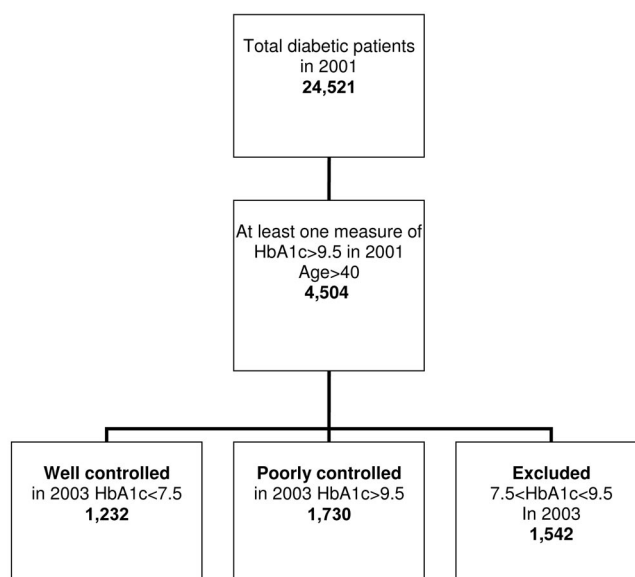 Total diabetic patients
in 2001
24,521
At least one measure of
HbA1c>9.5 in 2001
Age>40
4,504
Well controlled
in 2003 HbA1c<7.5
1,232
Poorly controlled
in 2003 HbA1c>9.5
1,730
Excluded
7.5<HbA1c<9.5
In 2003
1,542